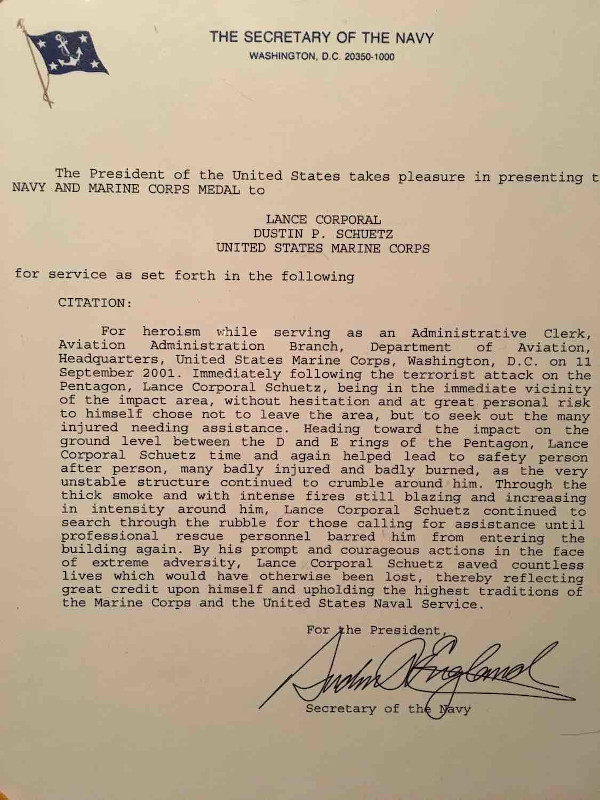 THE SECRETARY OF THE NAVY
WASHINGTON, D.C. 20350-1000
The President of the United States takes pleasure in presenting t
NAVY AND MARINE CORPS MEDAL to
LANCE CORPORAL
DUSTIN P. SCHUETZ
UNITED STATES MARINE CORPS
for service as set forth in the following
CITATION:
For heroism while serving as an Administrative Clerk,
Aviation Administration Branch, Department of Aviation,
Headquarters, United States Marine Corps, Washington, D.C. on 11
September 2001. Immediately following the terrorist attack on the
Pentagon, Lance Corporal Schuetz, being in the immediate vicinity
of the impact area, without hesitation and at great personal risk
to himself chose not to leave the area, but to seek out the many
injured needing assistance. Heading toward the impact on the
ground level between the D and E rings of the Pentagon, Lance
Corporal Schuetz time and again helped lead to safety person
after person, many badly injured and badly burned, as the very
unstable structure continued to crumble around him. Through the
thick smoke and with intense fires still blazing and increasing
in intensity around him, Lance Corporal Schuetz continued to
search through the rubble for those calling for assistance until
professional rescue personnel barred him from entering the
building again. By his prompt and courageous actions in the face
of extreme adversity, Lance Corporal Schuetz saved countless
lives which would have otherwise been lost, thereby reflecting
great credit upon himself and upholding the highest traditions of
the Marine Corps and the United States Naval Service.
For the President,
England
Secretary of the Navy